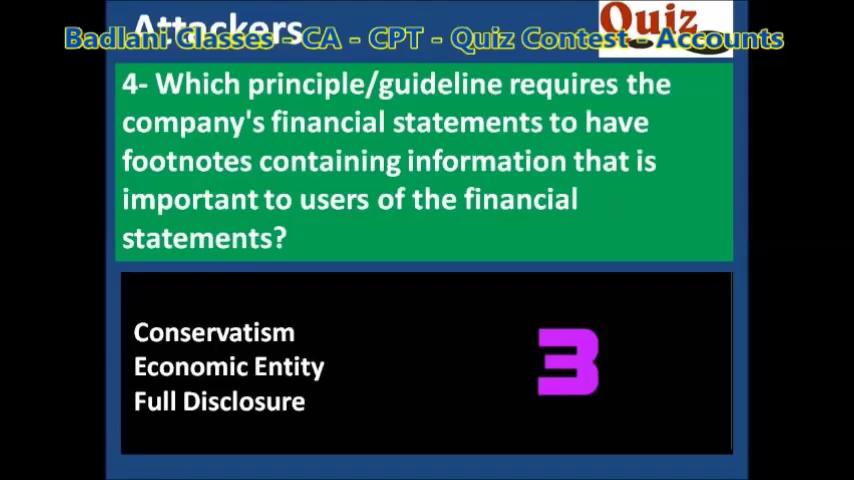 Attackers
Quiz
Badlani Classes - CA - CPT - Quiz Contest - Accounts
4- Which principle/guideline requires the
company's financial statements to have
footnotes containing information that is
important to users of the financial
statements?
Conservatism
Economic Entity
Full Disclosure
3